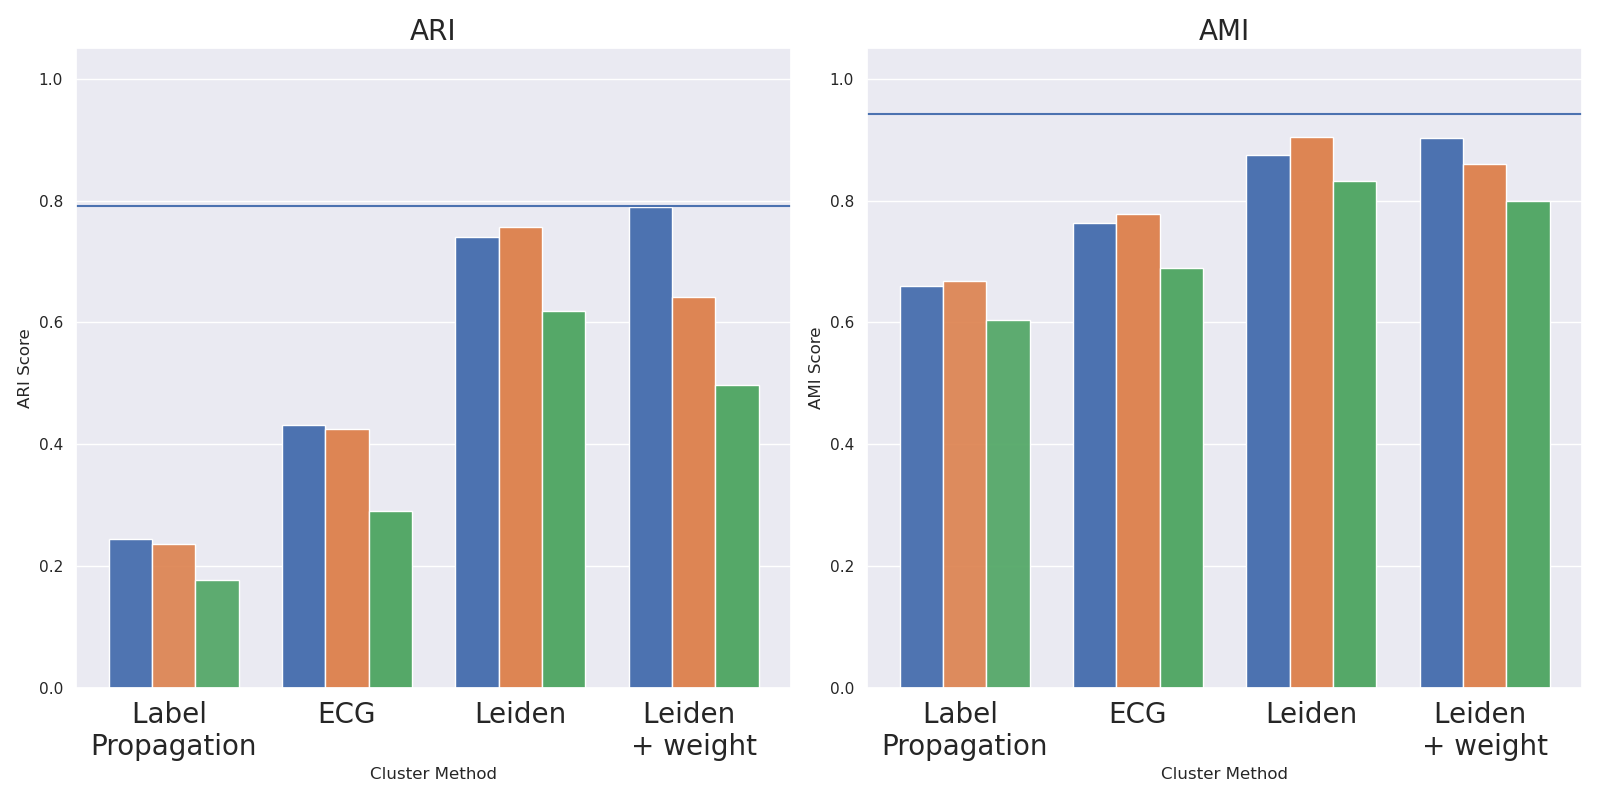 ARI
1.0
0.8
0.6
0.4
0.2
0.0
ARI Score
Label
Propagation
ECG
Leiden
Leiden
+ weight
Cluster Method
AMI
1.0
0.8
0.6
0.4
0.2
0.0
AMI Score
Label
Propagation
ECG
Leiden
Leiden
+ weight
Cluster Method